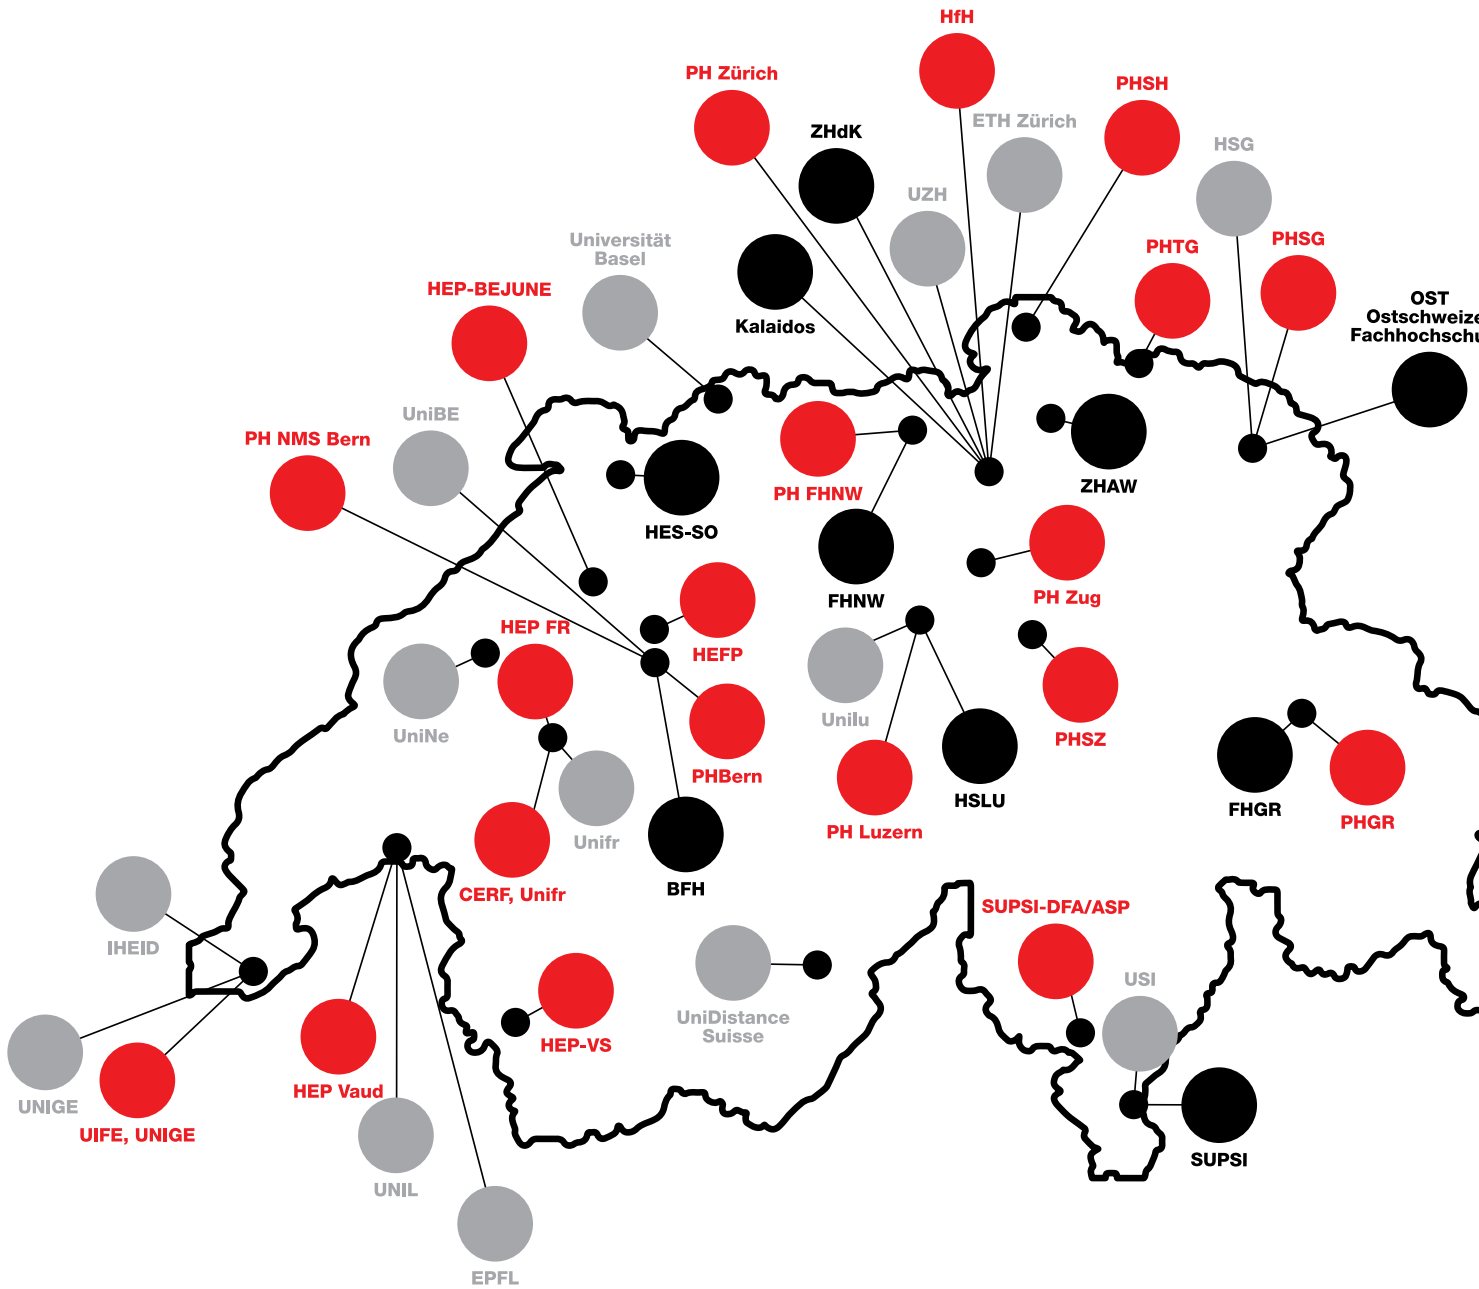 HfH
PH Zürich
PHSH
ETH Zürich
ZHdK
HSG
UZH
Universität
Basel
PHTG
PHSG
HEP-BEJUNE
OST
Ostschweize
Fachhochschu
Kalaidos
UniBE
PH NMS Bern
PH FHNW
ZHAW
HES-SO
FHNW
PH Zug
HEP FR
HEFP
UniNe
Unilu
PHSZ
PHBern
HSLU
FHGR
PHGR
PH Luzern
Unifr
CERF, Unifr
BFH
SUPSI-DFA/ASP
IHEID
USI
UniDistance
Suisse
HEP-VS
HEP Vaud
UNIGE
UIFE, UNIGE
SUPSI
UNIL
EPFL